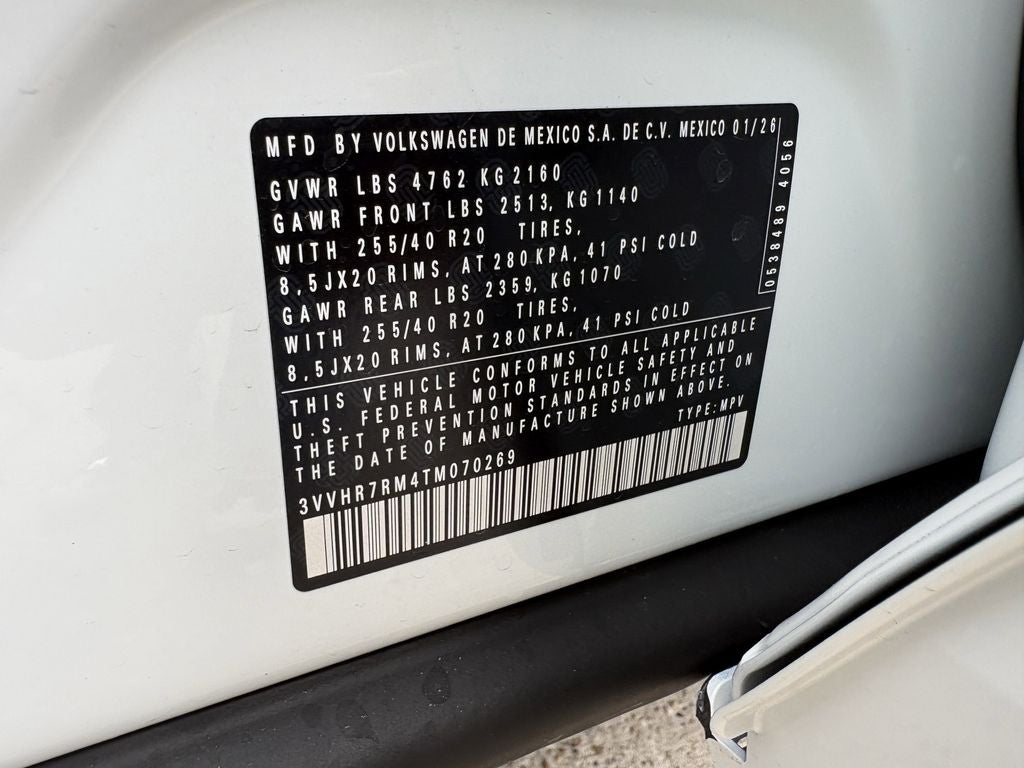 MFD BY VOLKSWAGEN DE MEXICO S.A. DE C.V. MEXICO 01/26
GVWR LBS 4762 KG 2160
GAWR FRONT LBS 2513, KG 1140
WITH 255/40 R20 TIRES,
8,5JX20 RIMS, AT 280 KPA, 41 PSI COLD
GAWR REAR LBS 2359, KG 1070
WITH 255/40 R20 TIRES,
8,5JX20 RIMS, AT 280 KPA, 41 PSI COLD
0538489 4056
THIS VEHICLE CONFORMS TO ALL APPLICABLE
U.S. FEDERAL MOTOR VEHICLE SAFETY AND
THEFT PREVENTION STANDARDS IN EFFECT ON
THE DATE OF MANUFACTURE SHOWN ABOVE.
TYPE: MPV
3VVHR7RM4TM070269